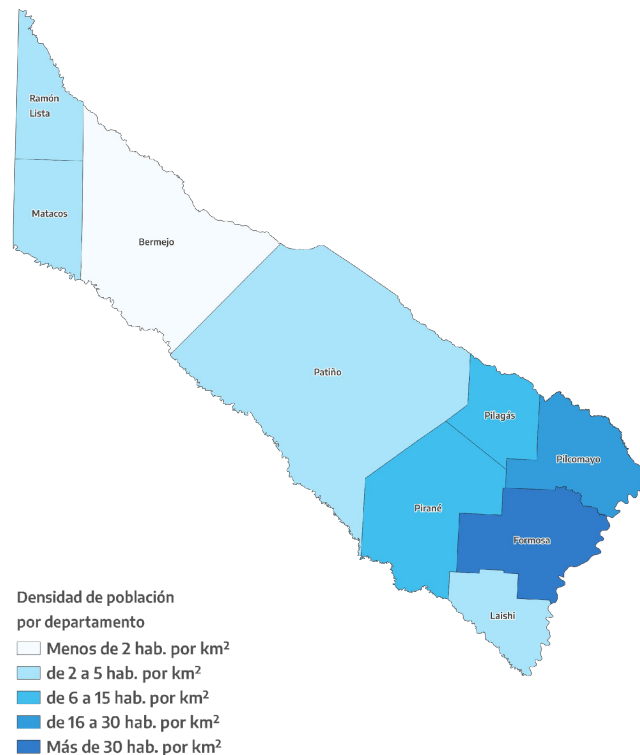 Ramón
Lista
Matacos
Bermejo
Patiño
Pilagás
Pilcomayo
Pirané
Formosa
Laishi
Densidad de población
por departamento
Menos de 2 hab. por km²
de 2 a 5 hab. por km²
de 6 a 15 hab. por km²
de 16 a 30 hab. por km²
Más de 30 hab. por km²